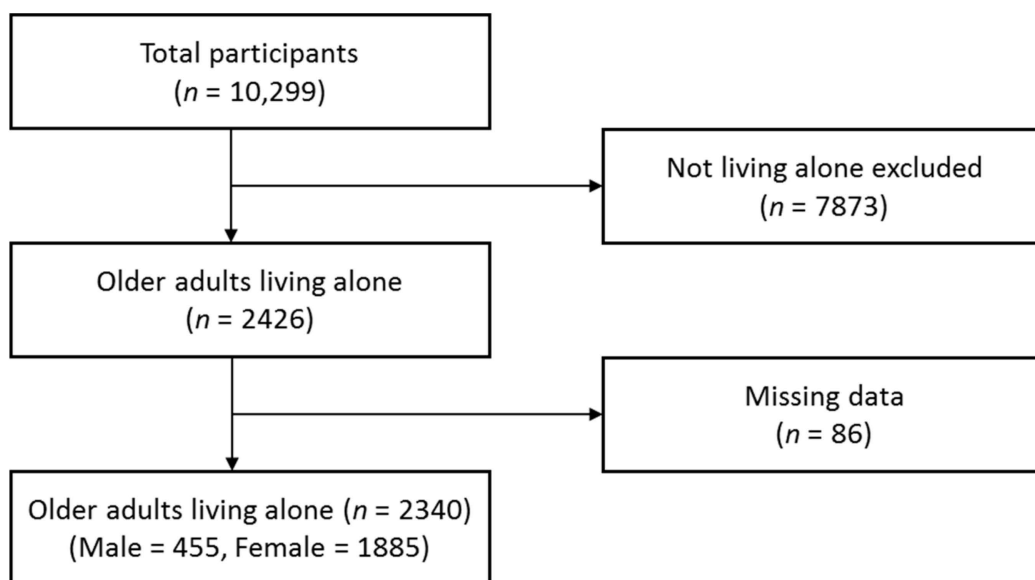 Total participants
(n = 10,299)
Not living alone excluded
(n = 7873)
Older adults living alone
(n = 2426)
Missing data
(n = 86)
Older adults living alone (n = 2340)
(Male = 455, Female = 1885)